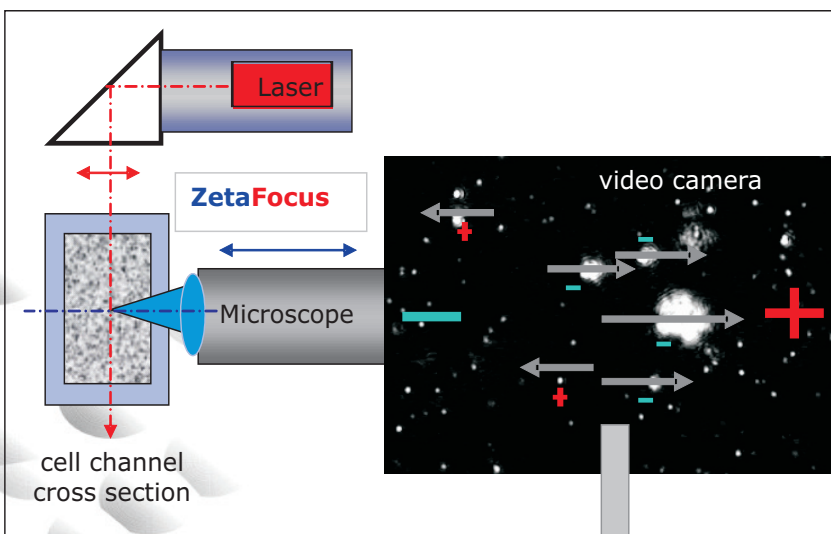 Laser
ZetaFocus
video camera
Microscope
cell channel
cross section